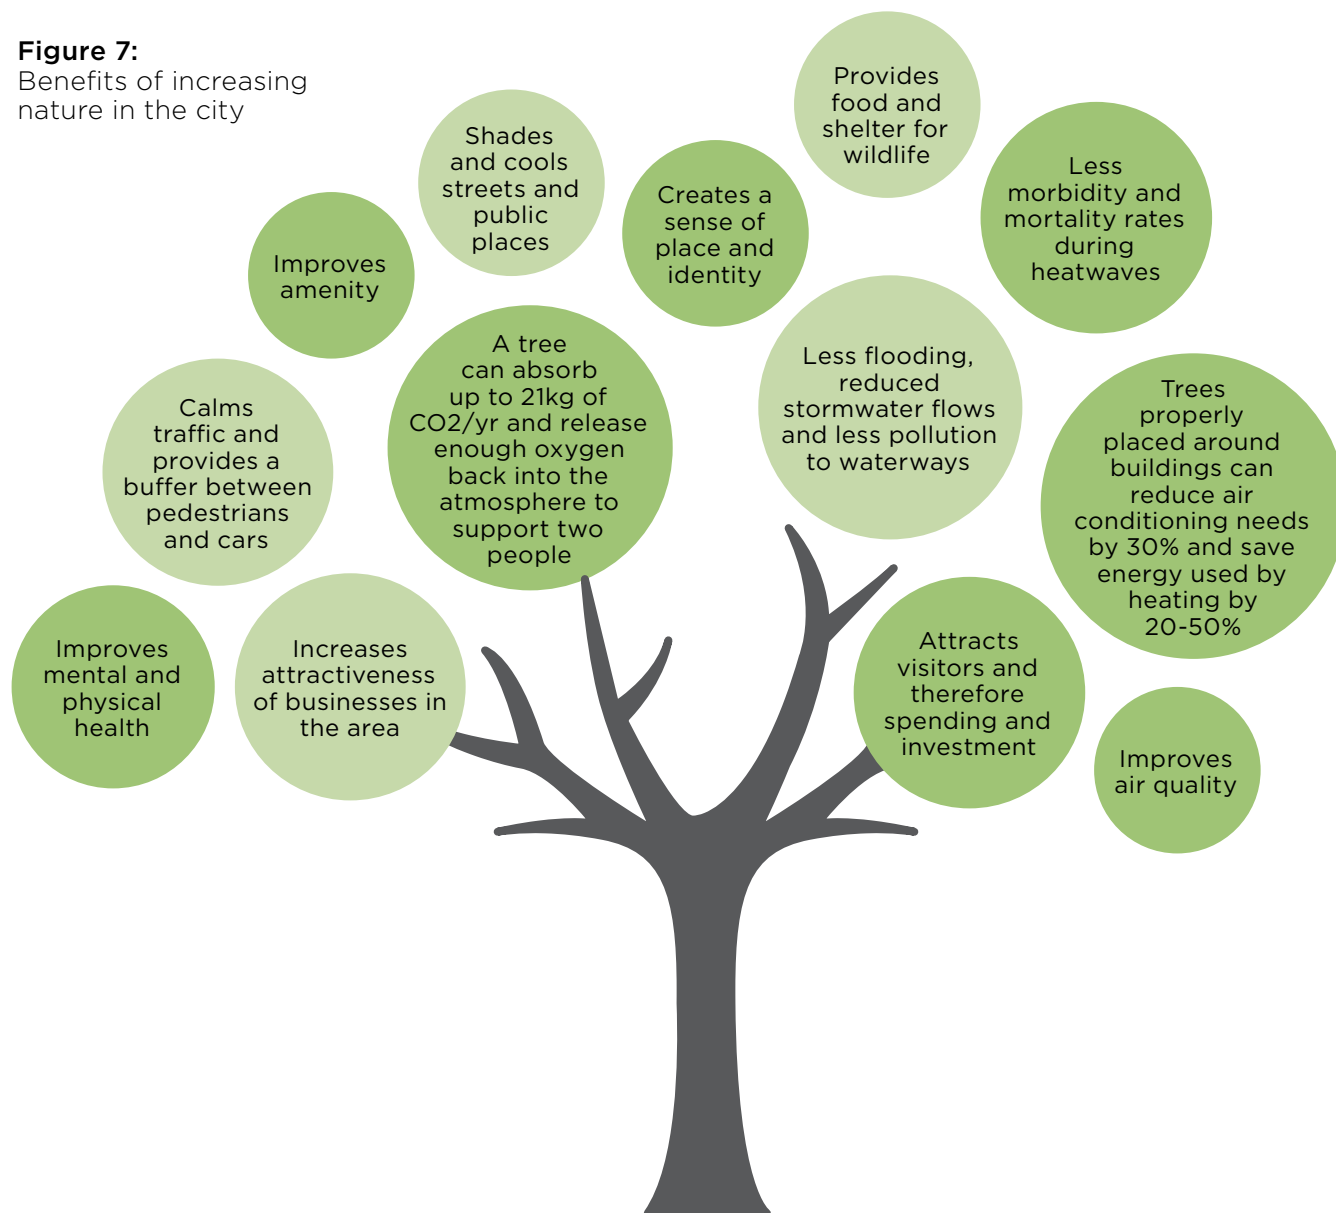 Figure 7:
Benefits of increasing
nature in the city
Provides
food and
shelter for
wildlife
Shades
and cools
streets and
public
places
Less
morbidity and
mortality rates
during
heatwaves
Creates a
sense of
place and
identity
Improves
amenity
A tree
can absorb
up to 21kg of
CO2/yr and release
enough oxygen
back into the
atmosphere to
support two
people
Less flooding,
reduced
stormwater flows
and less pollution
to waterways
Trees
properly
placed around
buildings can
reduce air
conditioning needs
by 30% and save
energy used by
heating by
20-50%
Calms
traffic and
provides a
buffer between
pedestrians
and cars
Improves
mental and
physical
health
Increases
attractiveness
of businesses in
the area
Attracts
visitors and
therefore
spending and
investment
Improves
air quality